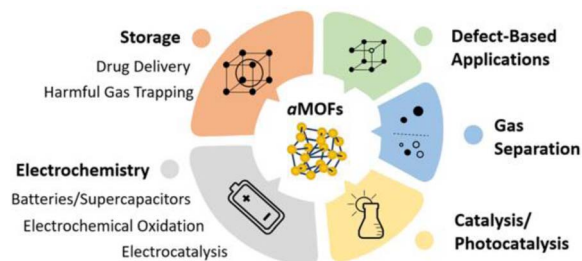 Storage
Drug Delivery
Harmful Gas Trapping
Defect-Based
Applications
aMOFs
Gas
Separation
Electrochemistry
Batteries/Supercapacitors
Electrochemical Oxidation
Electrocatalysis
Catalysis/
Photocatalysis